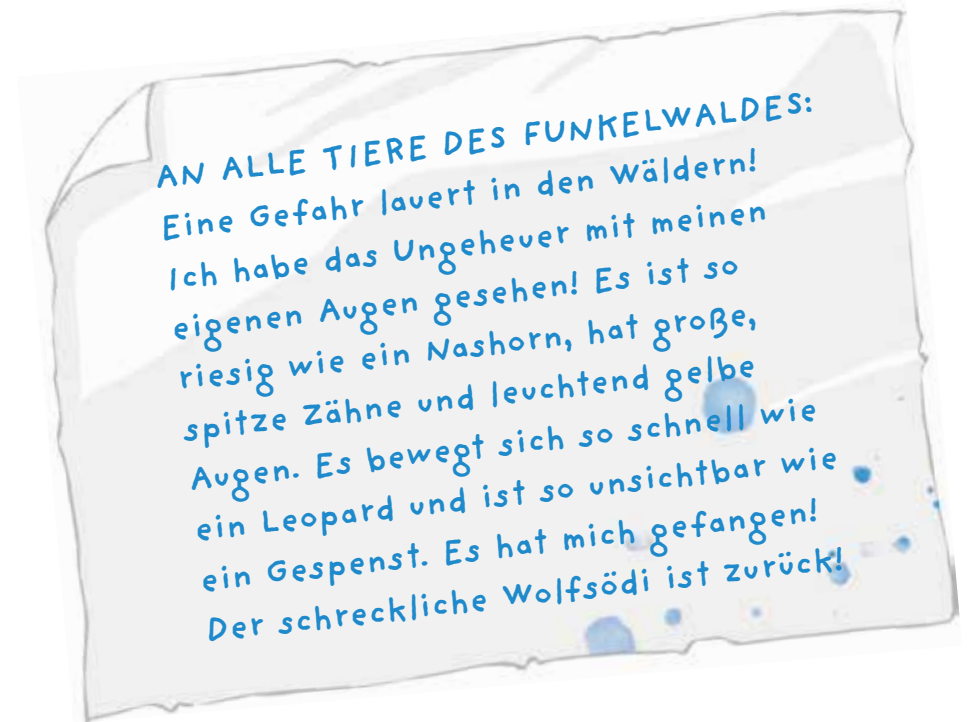 AN ALLE TIERE DES FUNKELWALDES:
Eine Gefahr lauert in den Wäldern!
Ich habe das Ungeheuer mit meinen
eigenen Augen gesehen! Es ist so
riesig wie ein Nashorn, hat große,
spitze Zähne und leuchtend gelbe
Augen. Es bewegt sich so schnell wie
ein Leopard und ist so unsichtbar wie
ein Gespenst. Es hat mich gefangen!
Der schreckliche Wolfsödi ist zurück!